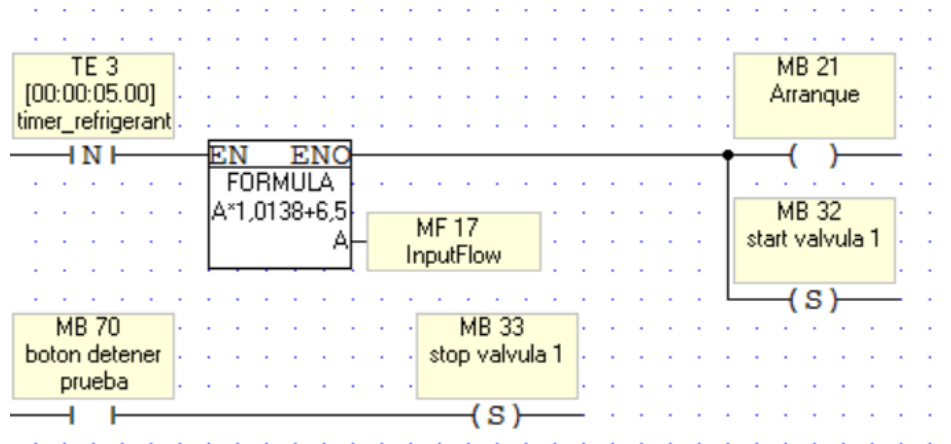 TE 3
[00:00:05.00]
timer_refrigerant
MB 21
Arranque
N
EN ENO
FORMULA
A*1,0138+6,5
A
MF 17
InputFlow
( )
MB 32
start valvula 1
(S)
MB 70
boton detener
prueba
MB 33
stop valvula 1
(S)